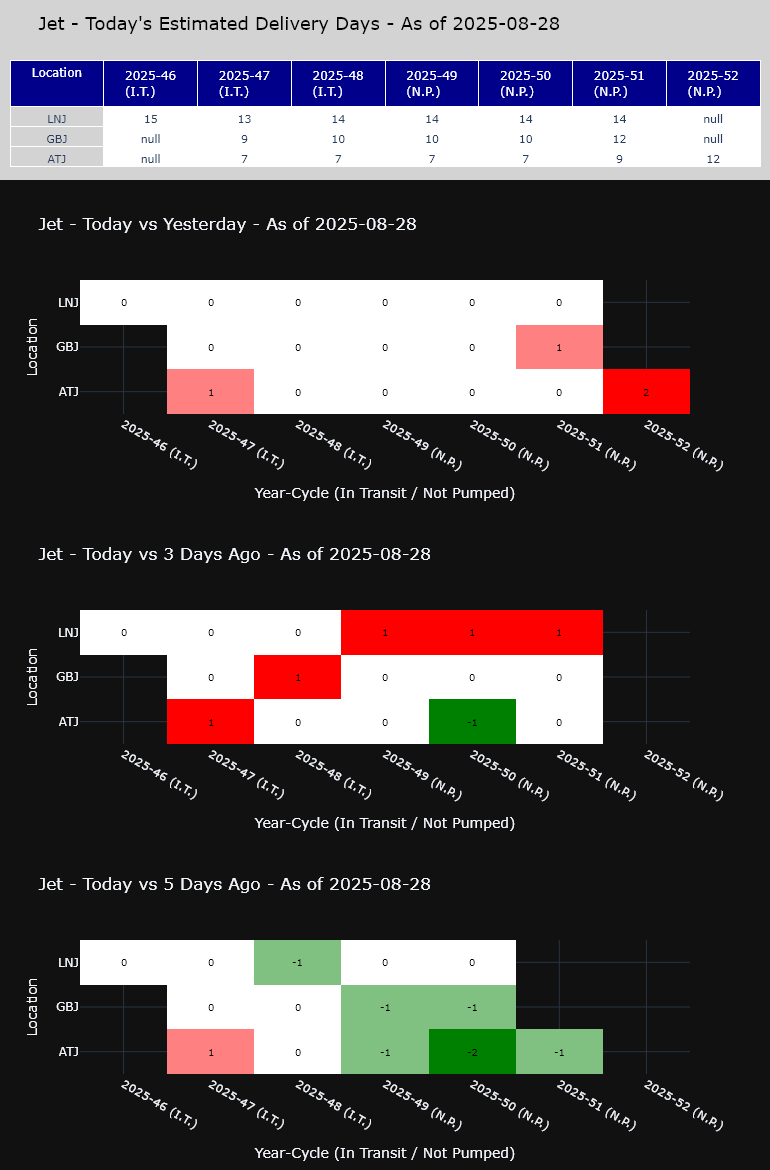 Jet - Today's Estimated Delivery Days - As of 2025-08-28
Location 2025-46 (I.T.) 2025-47 (I.T.) 2025-48 (I.T.) 2025-49 (N.P.) 2025-50 (N.P.) 2025-51 (N.P.) 2025-52 (N.P.)
LNJ 15 13 14 14 14 14 null
GBJ null 9 10 10 10 12 null
ATJ null 7 7 7 7 9 12
Jet - Today vs Yesterday - As of 2025-08-28
Location
LNJ 0 0 0 0 0 0
GBJ 0 0 0 0 1
ATJ 1 0 0 0 0 2
2025-46 (I.T.) 2025-47 (I.T.) 2025-48 (I.T.) 2025-49 (N.P.) 2025-50 (N.P.) 2025-51 (N.P.) 2025-52 (N.P.)
Year-Cycle (In Transit / Not Pumped)
Jet - Today vs 3 Days Ago - As of 2025-08-28
Location
LNJ 0 0 0 1 1 1
GBJ 0 1 0 0 0
ATJ 1 0 0 -1 0
2025-46 (I.T.) 2025-47 (I.T.) 2025-48 (I.T.) 2025-49 (N.P.) 2025-50 (N.P.) 2025-51 (N.P.) 2025-52 (N.P.)
Year-Cycle (In Transit / Not Pumped)
Jet - Today vs 5 Days Ago - As of 2025-08-28
Location
LNJ 0 0 -1 0 0
GBJ 0 0 -1 -1
ATJ 1 0 -1 -2 -1
2025-46 (I.T.) 2025-47 (I.T.) 2025-48 (I.T.) 2025-49 (N.P.) 2025-50 (N.P.) 2025-51 (N.P.) 2025-52 (N.P.)
Year-Cycle (In Transit / Not Pumped)